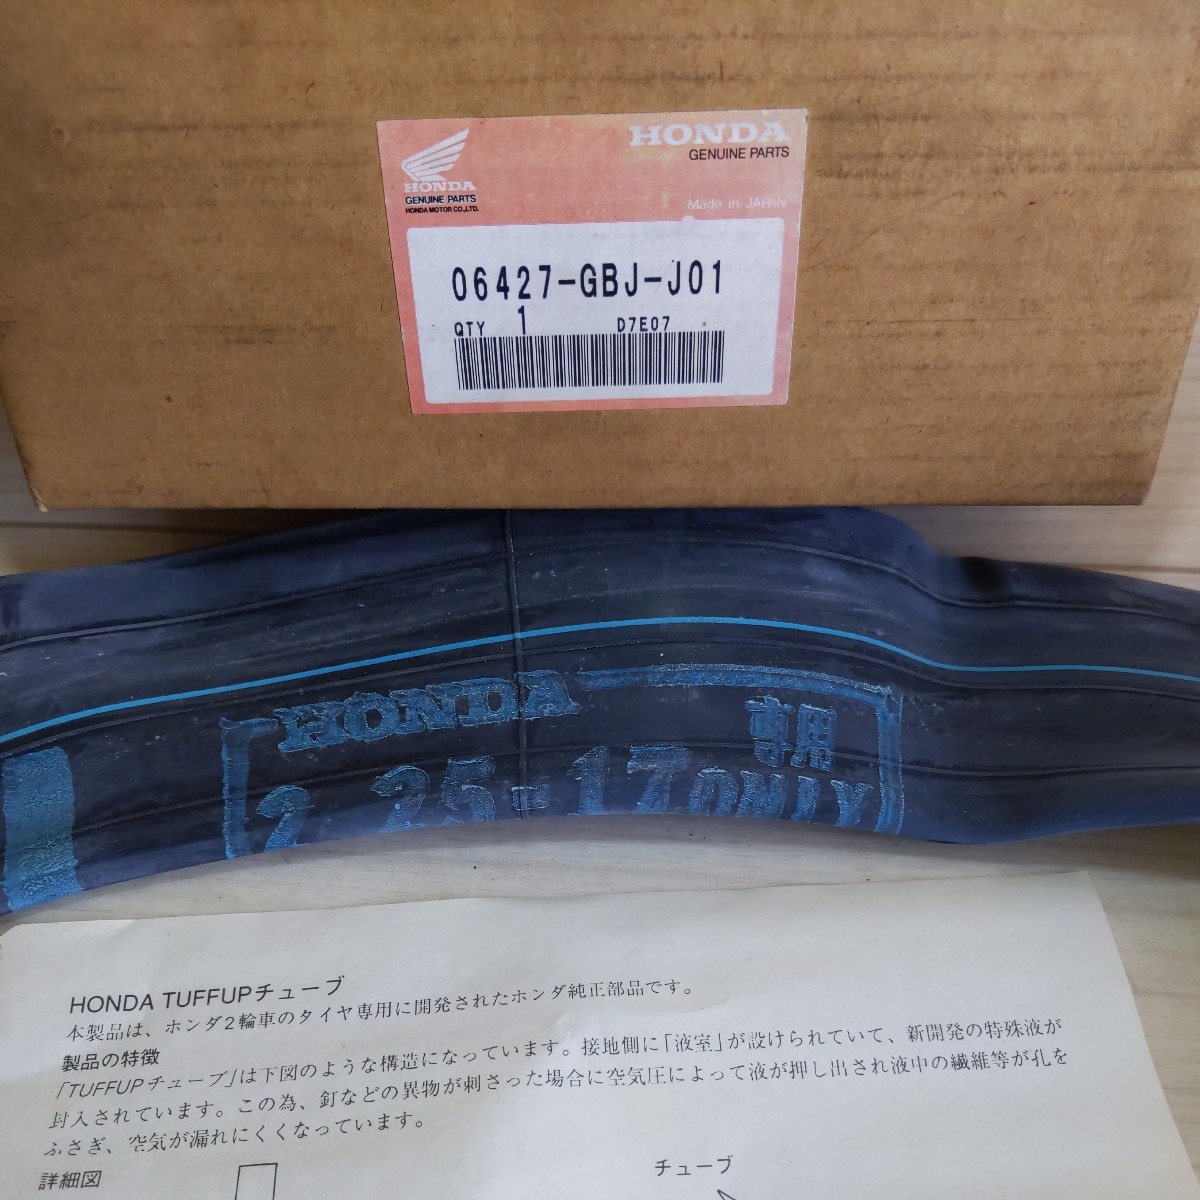 HONDA
GENUINE PARTS
HONDA MOTOR CO.,LTD.
HONDA
GENUINE PARTS
Made in JAPAN
06427-GBJ-J01
QTY 1 D7E07
HONDA 専用
2.25-17 ONLY
HONDA TUFFUPチューブ
本製品は、ホンダ2輪車のタイヤ専用に開発されたホンダ純正部品です。
製品の特徴
「TUFFUPチューブ」は下図のような構造になっています。接地側に「液室」が設けられていて、新開発の特殊液が
封入されています。この為、釘などの異物が刺さった場合に空気圧によって液が押し出され液中の繊維等が孔を
ふさぎ、空気が漏れにくくなっています。
詳細図
チューブ